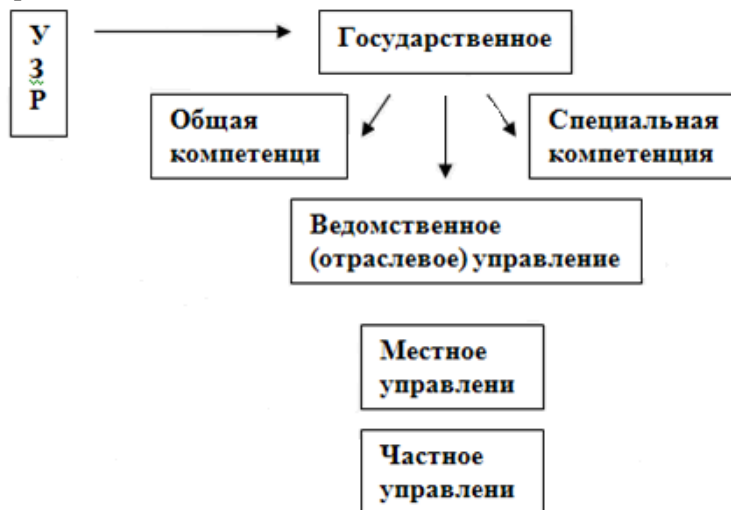 У
З
Р
Государственное
Общая
компетенци
Специальная
компетенция
Ведомственное
(отраслевое) управление
Местное
управлени
Частное
управлени